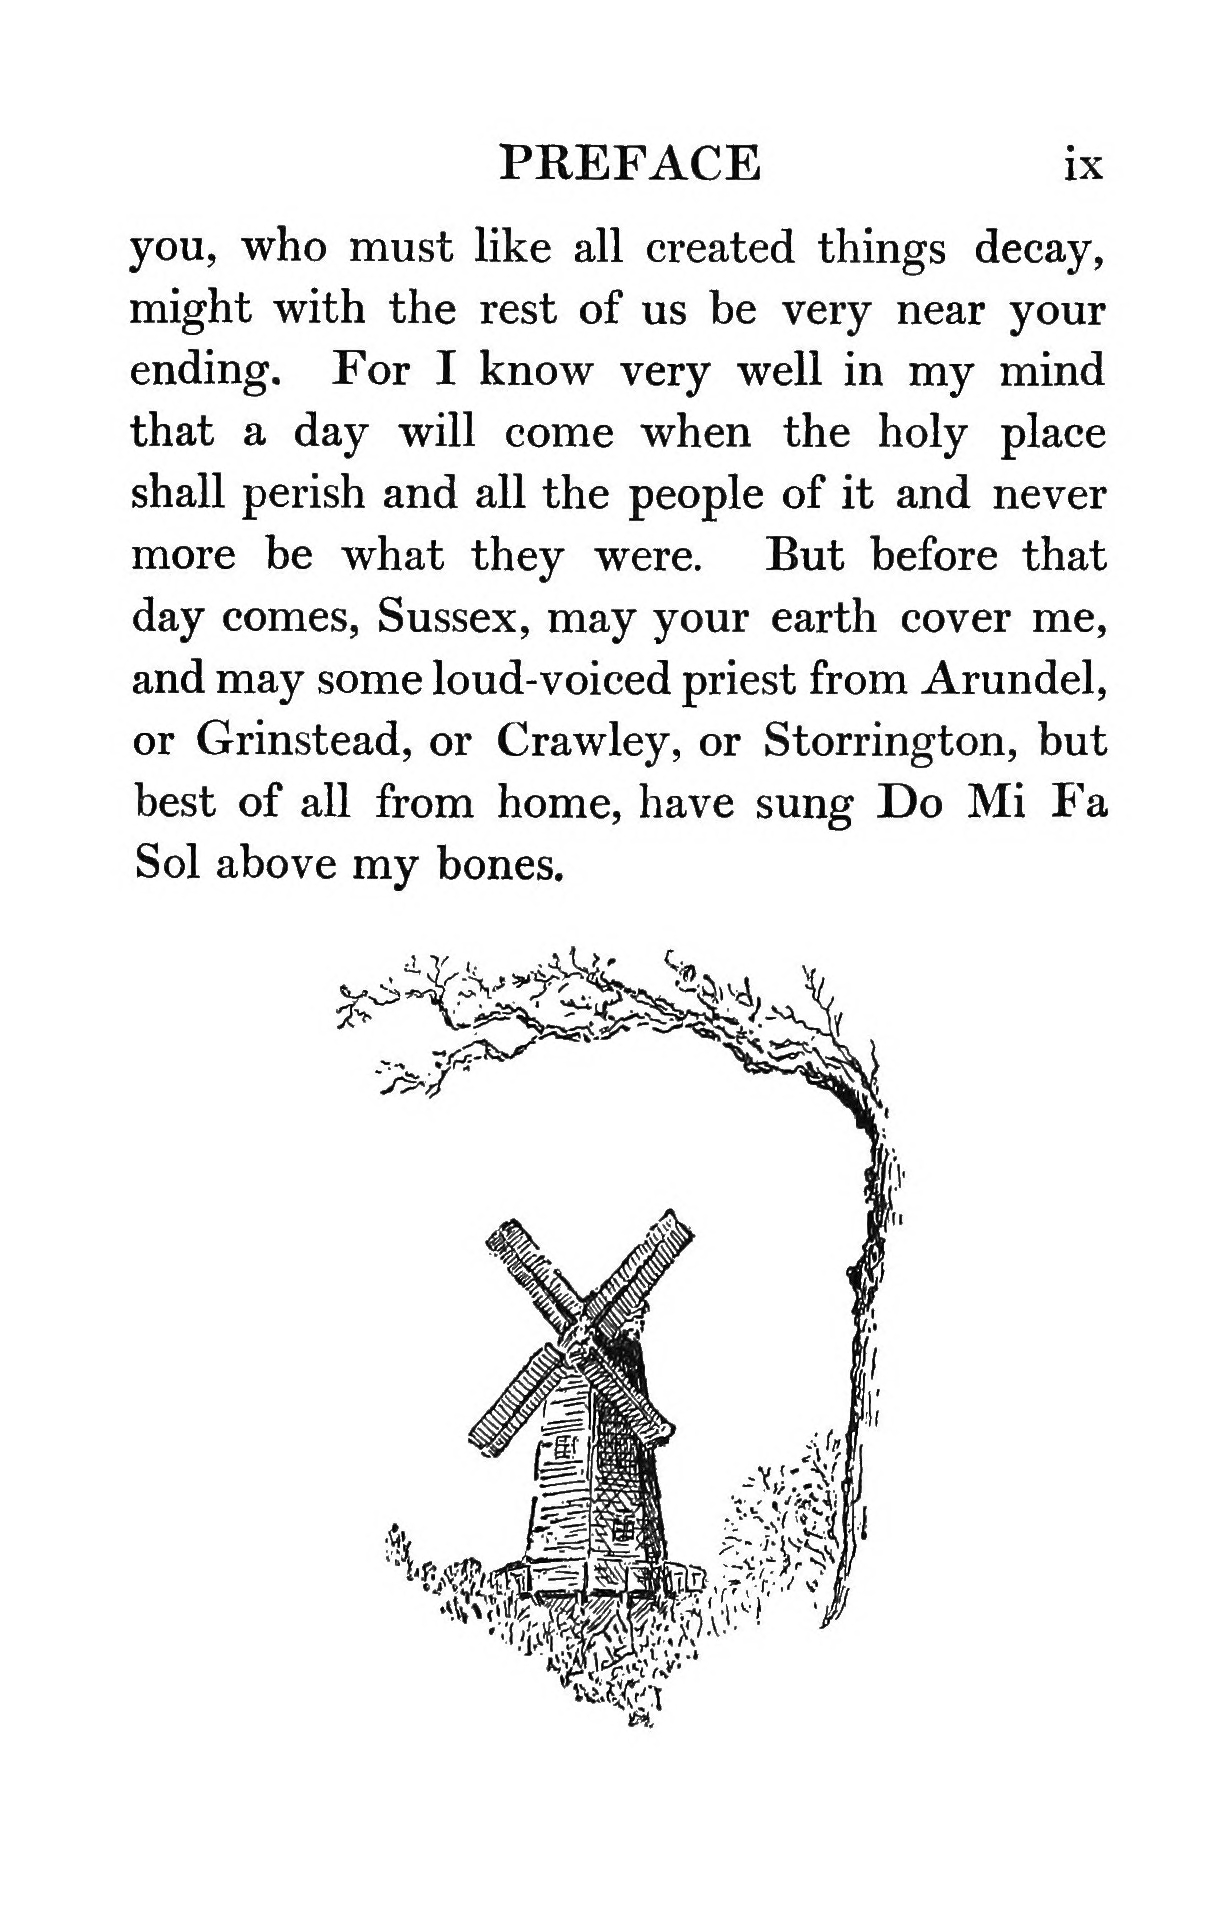 PREFACE ix
you, who must like all created things decay,
might with the rest of us be very near your
ending. For I know very well in my mind
that a day will come when the holy place
shall perish and all the people of it and never
more be what they were. But before that
day comes, Sussex, may your earth cover me,
and may some loud-voiced priest from Arundel,
or Grinstead, or Crawley, or Storrington, but
best of all from home, have sung Do Mi Fa
Sol above my bones.